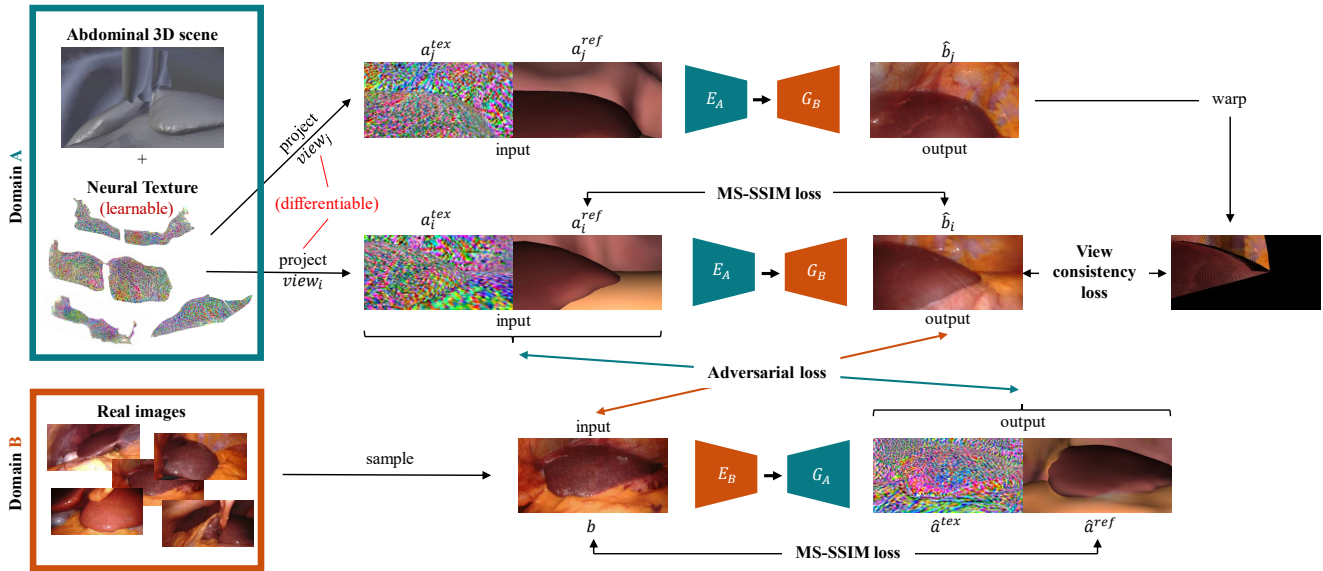 Domain A
Abdominal 3D scene
+
Neural Texture
(learnable)
project
view_j
(differentiable)
project
view_i
a_j^{tex}
a_j^{ref}
input
E_A
G_B
b̂_j
output
warp
MS-SSIM loss
a_i^{tex}
a_i^{ref}
input
E_A
G_B
b̂_i
output
View
consistency
loss
Adversarial loss
Domain B
Real images
sample
input
b
E_B
G_A
output
â^{tex}
â^{ref}
MS-SSIM loss